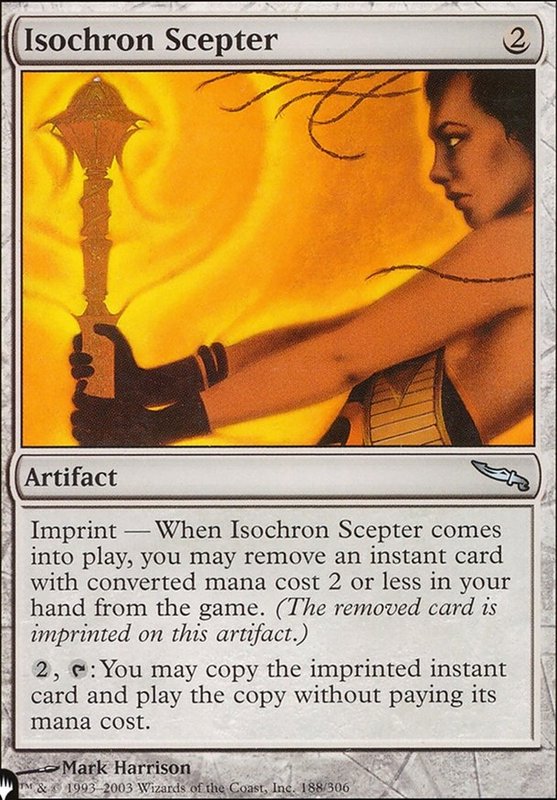 Isochron Scepter 2
Artifact
Imprint — When Isochron Scepter comes
into play, you may remove an instant card
with converted mana cost 2 or less in your
hand from the game. (The removed card is
imprinted on this artifact.)
2, : You may copy the imprinted instant
card and play the copy without paying its
mana cost.
Mark Harrison
™ & © 1993–2003 Wizards of the Coast, Inc. 188/306